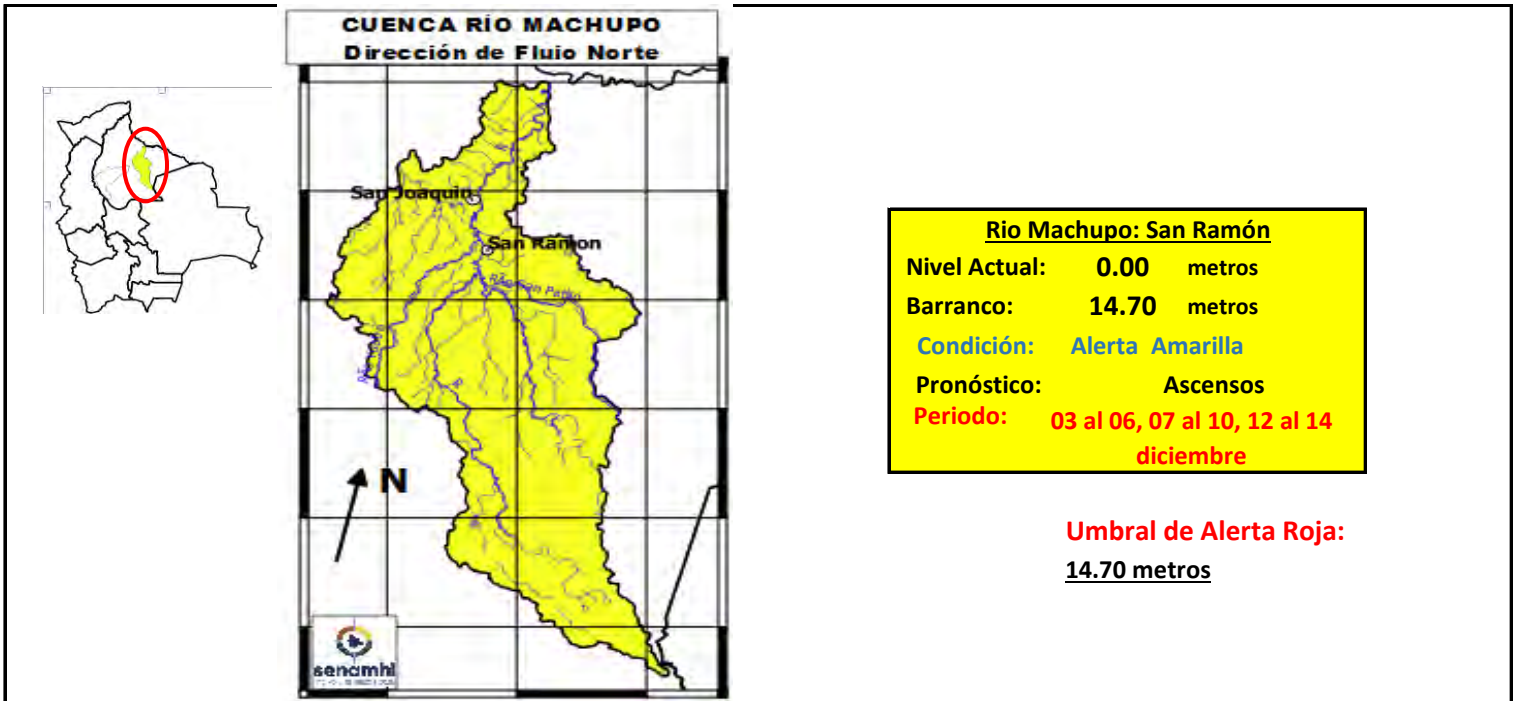 CUENCA RÍO MACHUPO
Dirección de Flujo Norte
San Joaquin
San Ramon
N
senamhi
Rio Machupo: San Ramón
Nivel Actual: 0.00 metros
Barranco: 14.70 metros
Condición: Alerta Amarilla
Pronóstico: Ascensos
Periodo: 03 al 06, 07 al 10, 12 al 14
diciembre
Umbral de Alerta Roja:
14.70 metros